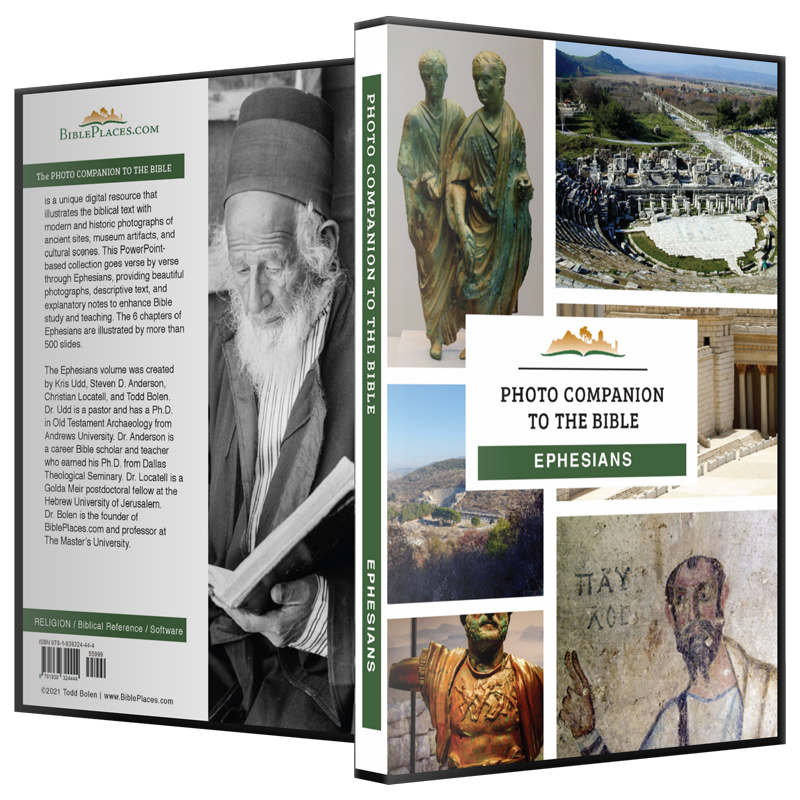 BIBLEPLACES.COM
The PHOTO COMPANION TO THE BIBLE
is a unique digital resource that
illustrates the biblical text with
modern and historic photographs of
ancient sites, museum artifacts, and
cultural scenes. This PowerPoint-
based collection goes verse by verse
through Ephesians, providing beautiful
photographs, descriptive text, and
explanatory notes to enhance Bible
study and teaching. The 6 chapters of
Ephesians are illustrated by more than
500 slides.
The Ephesians volume was created
by Kris Udd, Steven D. Anderson,
Christian Locatell, and Todd Bolen.
Dr. Udd is a pastor and has a Ph.D.
in Old Testament Archaeology from
Andrews University. Dr. Anderson is
a career Bible scholar and teacher
who earned his Ph.D. from Dallas
Theological Seminary. Dr. Locatell is a
Golda Meir postdoctoral fellow at the
Hebrew University of Jerusalem.
Dr. Bolen is the founder of
BiblePlaces.com and professor at
The Master's University.
RELIGION / Biblical Reference / Software
ISBN 978-1-938324-44-4
55999
9 781938 324444
©2021 Todd Bolen | www.BiblePlaces.com
PHOTO COMPANION TO THE BIBLE
EPHESIANS
PHOTO COMPANION
TO THE BIBLE
EPHESIANS
ΠΑΥ
ΛΟC